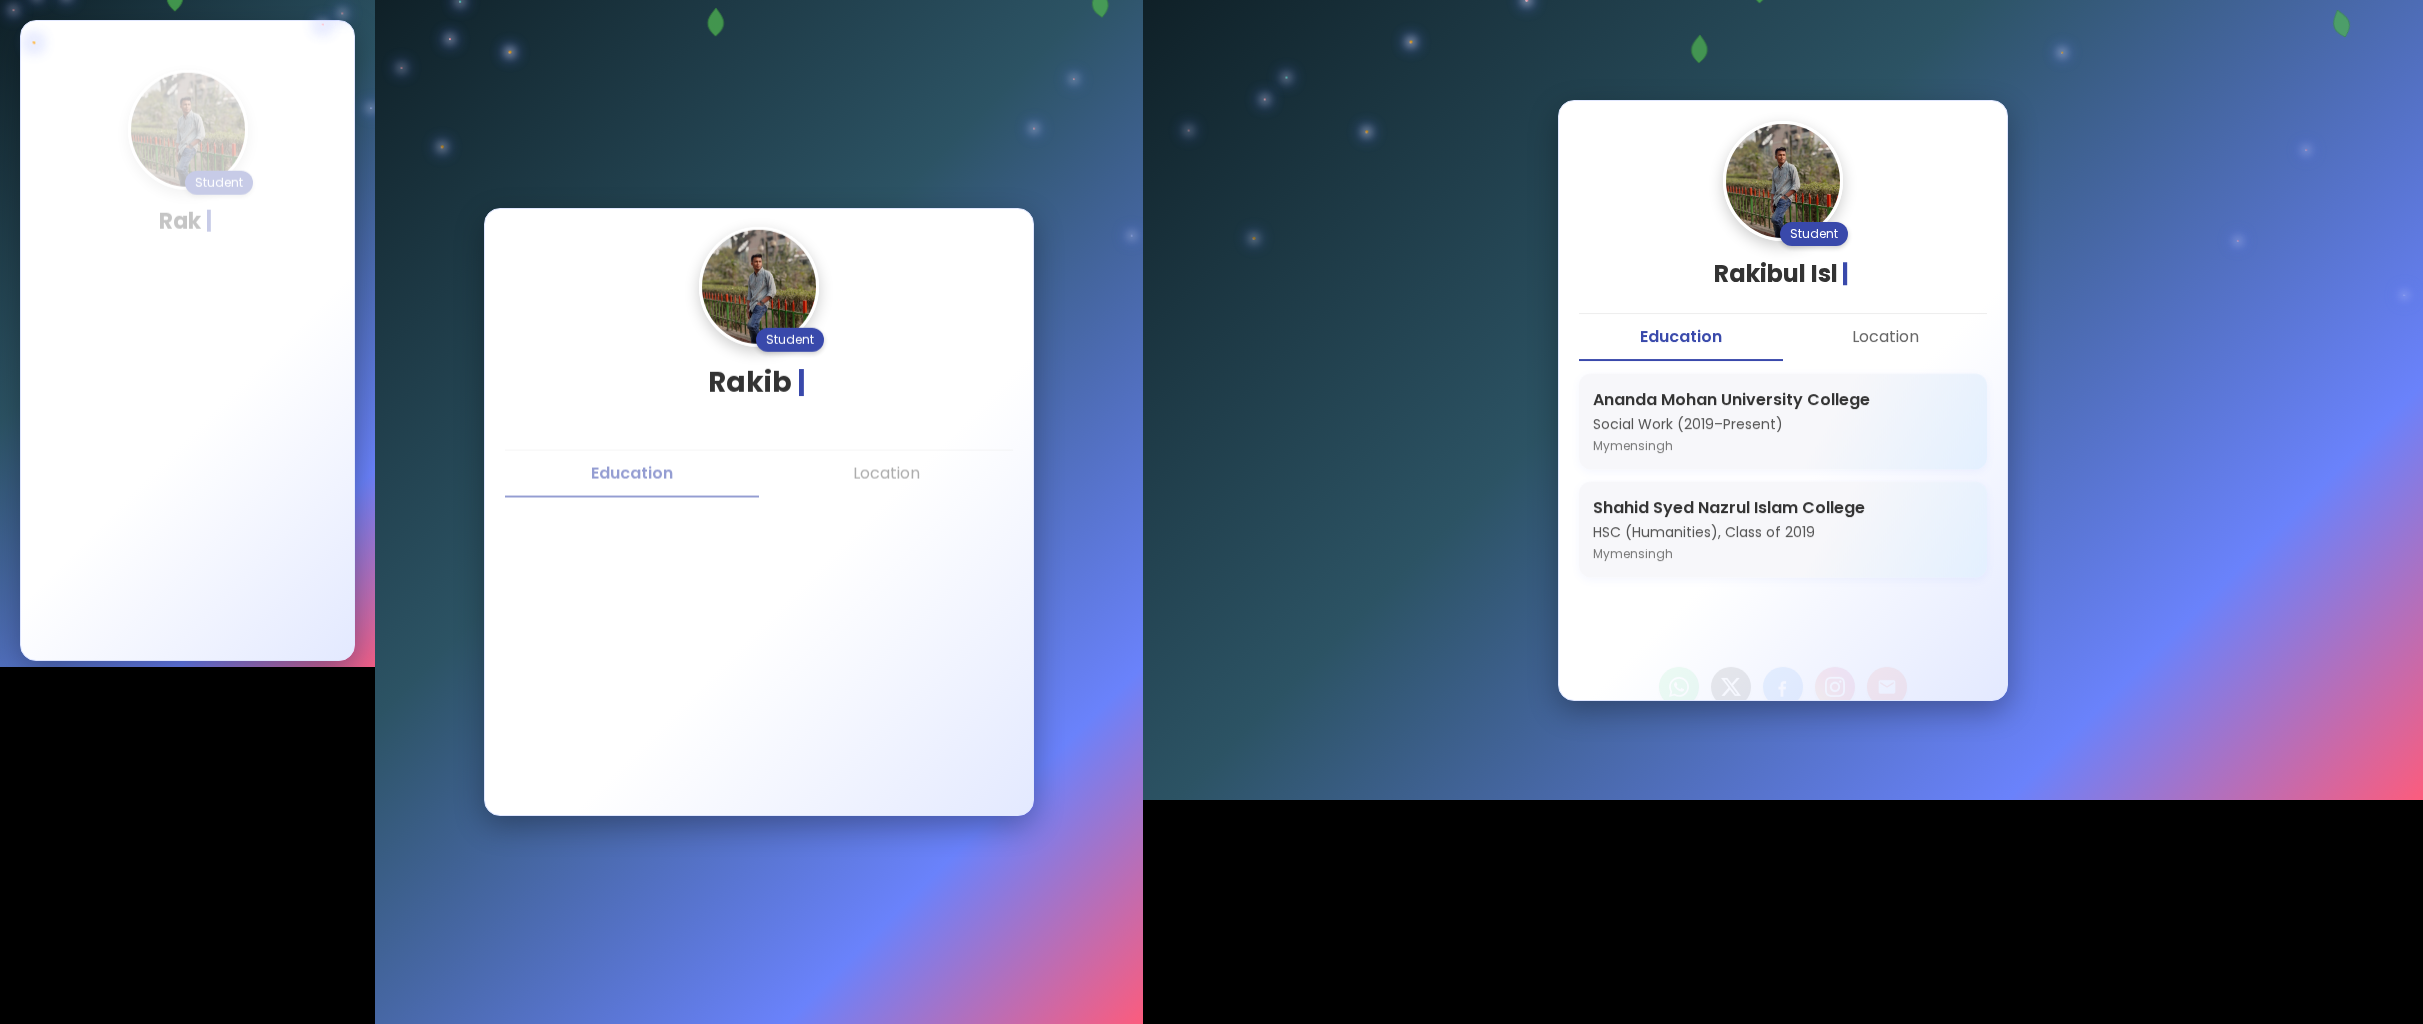 Student
Rak
Student
Rakib
Education
Location
Student
Rakibul Isl
Education
Location
Ananda Mohan University College
Social Work (2019–Present)
Mymensingh
Shahid Syed Nazrul Islam College
HSC (Humanities), Class of 2019
Mymensingh